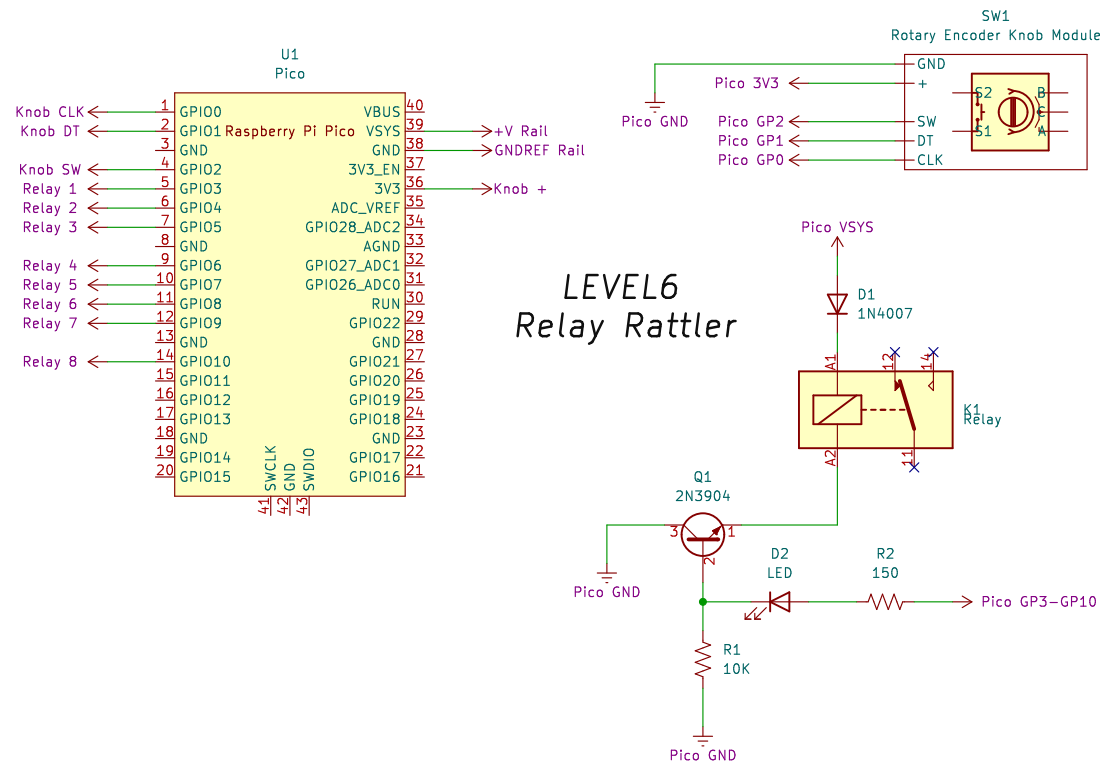 U1
Pico
Raspberry Pi Pico
Knob CLK
Knob DT
Knob SW
Relay 1
Relay 2
Relay 3
Relay 4
Relay 5
Relay 6
Relay 7
Relay 8
1 GPIO0
2 GPIO1
3 GND
4 GPIO2
5 GPIO3
6 GPIO4
7 GPIO5
8 GND
9 GPIO6
10 GPIO7
11 GPIO8
12 GPIO9
13 GND
14 GPIO10
15 GPIO11
16 GPIO12
17 GPIO13
18 GND
19 GPIO14
20 GPIO15
SWCLK 41
GND 42
SWDIO 43
VBUS 40
VSYS 39 +V Rail
GND 38 GNDREF Rail
3V3_EN 37
3V3 36 Knob +
ADC_VREF 35
GPIO28_ADC2 34
AGND 33
GPIO27_ADC1 32
GPIO26_ADC0 31
RUN 30
GPIO22 29
GND 28
GPIO21 27
GPIO20 26
GPIO19 25
GPIO18 24
GND 23
GPIO17 22
GPIO16 21
LEVEL6
Relay Rattler
SW1
Rotary Encoder Knob Module
Pico GND
GND
Pico 3V3 +
Pico GP2 SW
Pico GP1 DT
Pico GP0 CLK
S2
S1
B
C
A
Pico VSYS
D1
1N4007
A1
12
14
K1
Relay
A2
11
Q1
2N3904
3
1
2
Pico GND
D2
LED
R2
150
Pico GP3-GP10
R1
10K
Pico GND